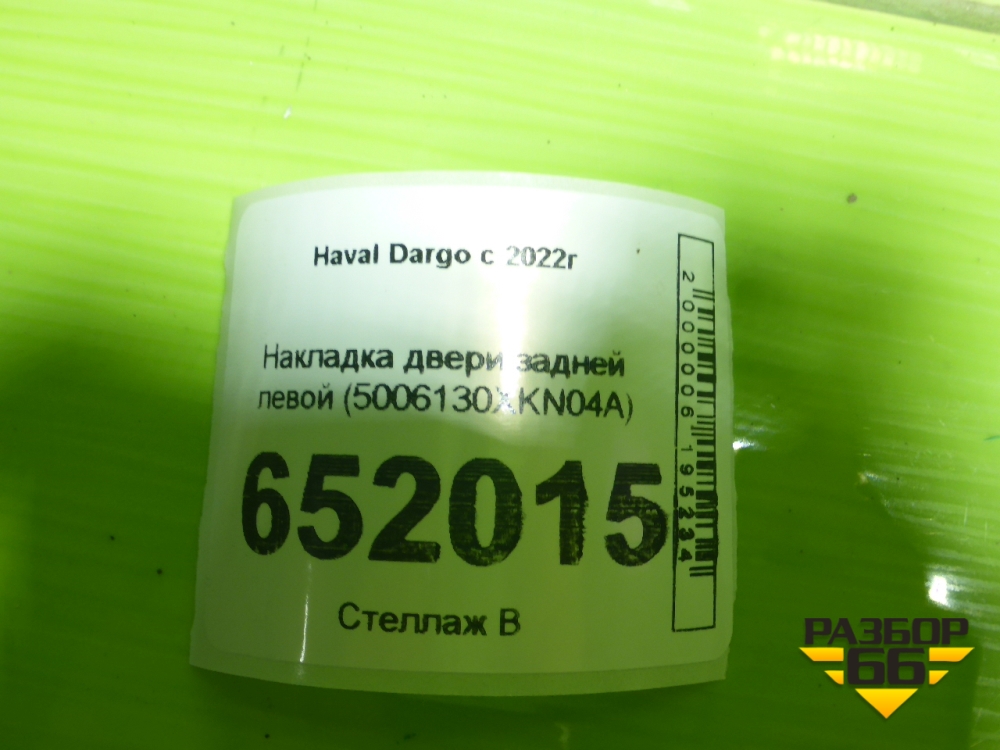 Haval Dargo с 2022г
Накладка двери задней
левой (5006130XKN04A)
652015
Стеллаж В
2000006195234
РАЗБОР
66